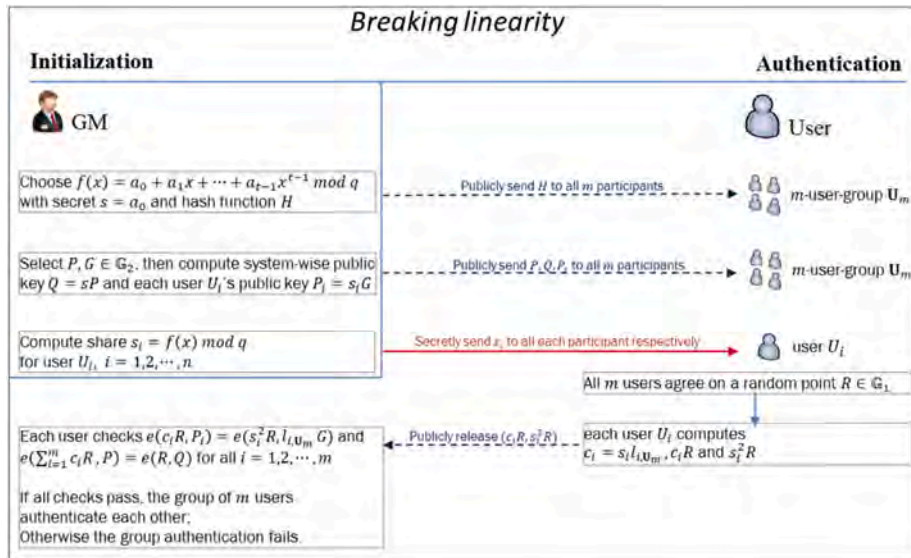 Breaking linearity
Initialization
Authentication
GM
User
Choose f(x) = a₀ + a₁x + ⋯ + aₜ₋₁xᵗ⁻¹ mod q
with secret s = a₀ and hash function H
Publicly send H to all m participants
m-user-group 𝐔ₘ
Select P, G ∈ 𝔾₂, then compute system-wise public
key Q = sP and each user Uᵢ's public key Pᵢ = sᵢG
Publicly send P, Q, Pᵢ to all m participants
m-user-group 𝐔ₘ
Compute share sᵢ = f(x) mod q
for user Uᵢ, i = 1,2,⋯,n
Secretly send sᵢ to all each participant respectively
user Uᵢ
All m users agree on a random point R ∈ 𝔾₁
Each user checks e(cᵢR, Pᵢ) = e(sᵢ²R, l_{i,𝐔ₘ} G) and
e(∑ᵢ₌₁ᵐ cᵢR, P) = e(R, Q) for all i = 1,2,⋯,m
Publicly release (cᵢR, sᵢ²R)
each user Uᵢ computes
cᵢ = sᵢl_{i,𝐔ₘ}, cᵢR and sᵢ²R
If all checks pass, the group of m users
authenticate each other;
Otherwise the group authentication fails.